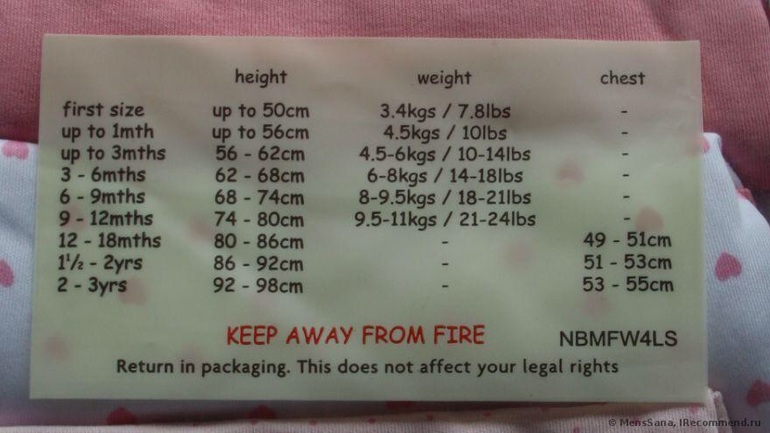 height weight chest
first size up to 50cm 3.4kgs / 7.8lbs -
up to 1mth up to 56cm 4.5kgs / 10lbs -
up to 3mths 56 - 62cm 4.5-6kgs / 10-14lbs -
3 - 6mths 62 - 68cm 6-8kgs / 14-18lbs -
6 - 9mths 68 - 74cm 8-9.5kgs / 18-21lbs -
9 - 12mths 74 - 80cm 9.5-11kgs / 21-24lbs -
12 - 18mths 80 - 86cm - 49 - 51cm
1½ - 2yrs 86 - 92cm - 51 - 53cm
2 - 3yrs 92 - 98cm - 53 - 55cm
KEEP AWAY FROM FIRE NBMFW4LS
Return in packaging. This does not affect your legal rights
© MensSana, IRecommend.ru